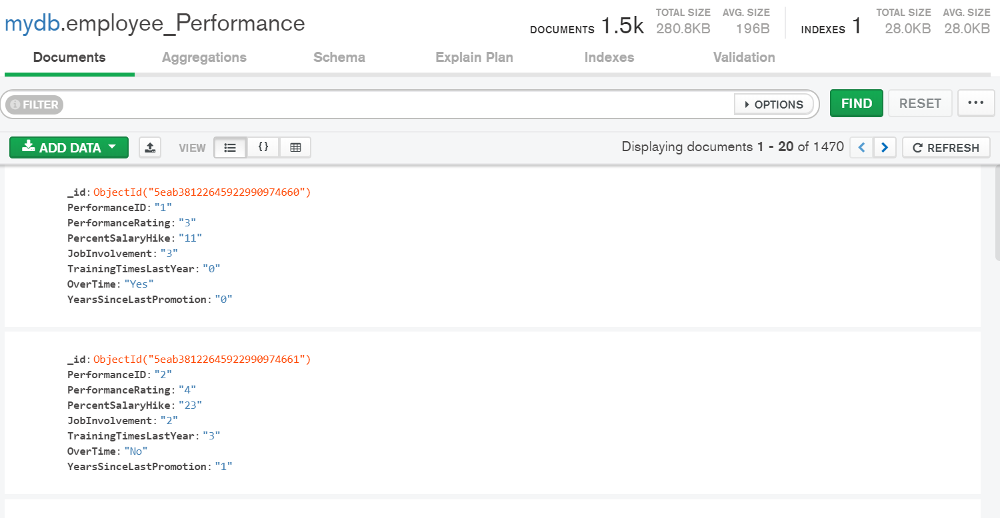 mydb.employee_Performance
DOCUMENTS 1.5k TOTAL SIZE 280.8KB AVG. SIZE 196B INDEXES 1 TOTAL SIZE 28.0KB AVG. SIZE 28.0KB
Documents Aggregations Schema Explain Plan Indexes Validation
FILTER OPTIONS FIND RESET ...
ADD DATA VIEW {} Displaying documents 1 - 20 of 1470 < > REFRESH
_id: ObjectId("5eab38122645922990974660")
PerformanceID: "1"
PerformanceRating: "3"
PercentSalaryHike: "11"
JobInvolvement: "3"
TrainingTimesLastYear: "0"
OverTime: "Yes"
YearsSinceLastPromotion: "0"
_id: ObjectId("5eab38122645922990974661")
PerformanceID: "2"
PerformanceRating: "4"
PercentSalaryHike: "23"
JobInvolvement: "2"
TrainingTimesLastYear: "3"
OverTime: "No"
YearsSinceLastPromotion: "1"